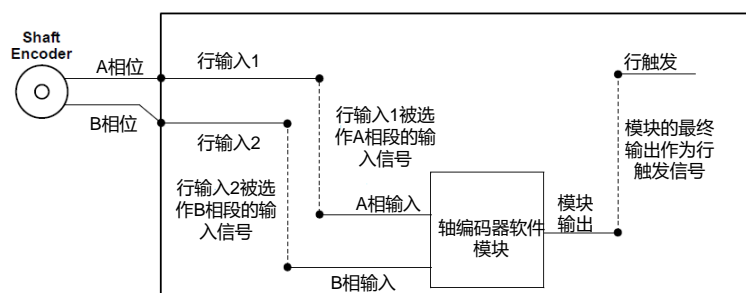 Shaft
Encoder
A相位
行输入1
行触发
B相位
行输入2
行输入1被选
作A相段的输
入信号
模块的最终
输出作为行
触发信号
行输入2被选
作B相段的输
入信号
A相输入
轴编码器软件
模块
模块
输出
B相输入